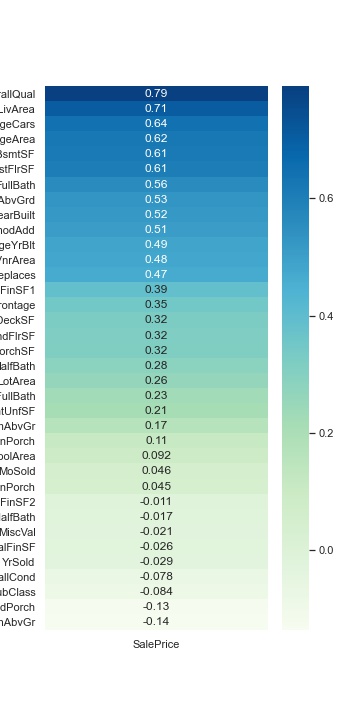 rallQual 0.79
LivArea 0.71
geCars 0.64
geArea 0.62
BsmtSF 0.61
stFlrSF 0.61
FullBath 0.56
AbvGrd 0.53
earBuilt 0.52
modAdd 0.51
geYrBlt 0.49
VnrArea 0.48
eplaces 0.47
FinSF1 0.39
rontage 0.35
DeckSF 0.32
ndFlrSF 0.32
PorchSF 0.32
HalfBath 0.28
LotArea 0.26
FullBath 0.23
ntUnfSF 0.21
nAbvGr 0.17
nPorch 0.11
oolArea 0.092
MoSold 0.046
nPorch 0.045
FinSF2 -0.011
HalfBath -0.017
MiscVal -0.021
alFinSF -0.026
YrSold -0.029
allCond -0.078
ubClass -0.084
dPorch -0.13
nAbvGr -0.14
SalePrice
0.6
0.4
0.2
0.0